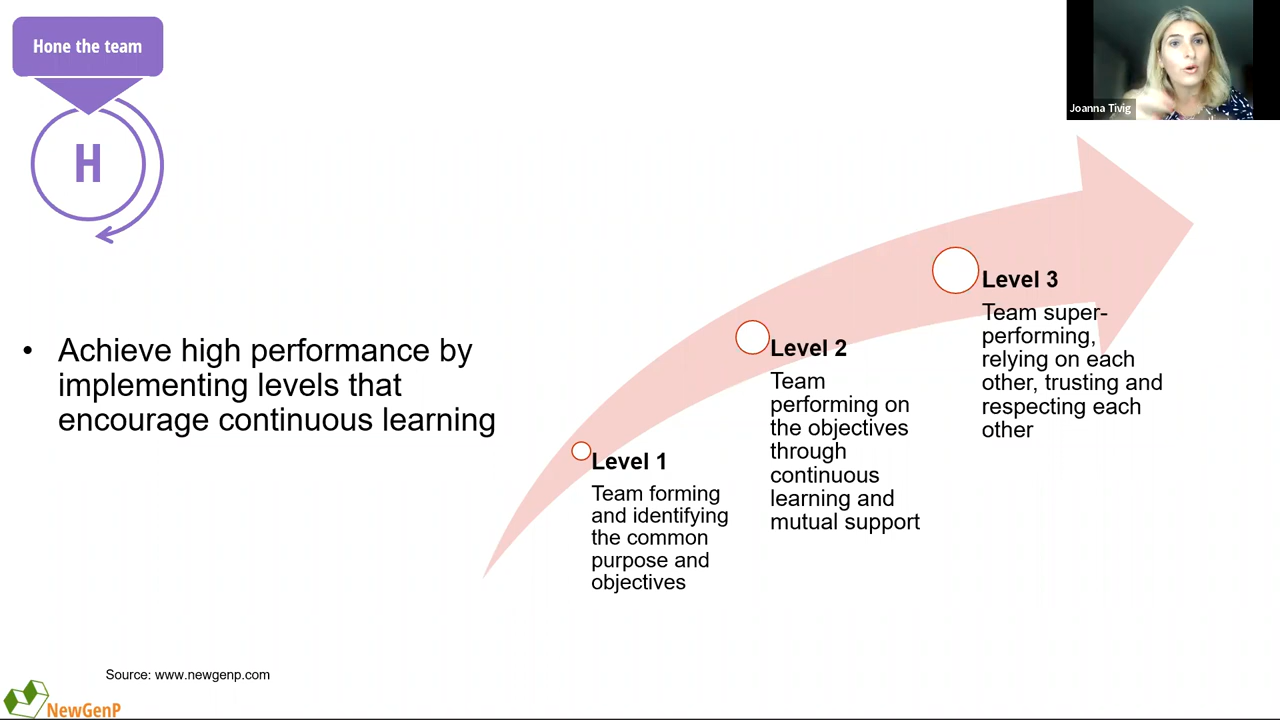 Hone the team
H
Joanna Tivig
• Achieve high performance by
implementing levels that
encourage continuous learning
Level 1
Team forming
and identifying
the common
purpose and
objectives
Level 2
Team
performing on
the objectives
through
continuous
learning and
mutual support
Level 3
Team super-
performing,
relying on each
other, trusting and
respecting each
other
Source: www.newgenp.com
NewGenP